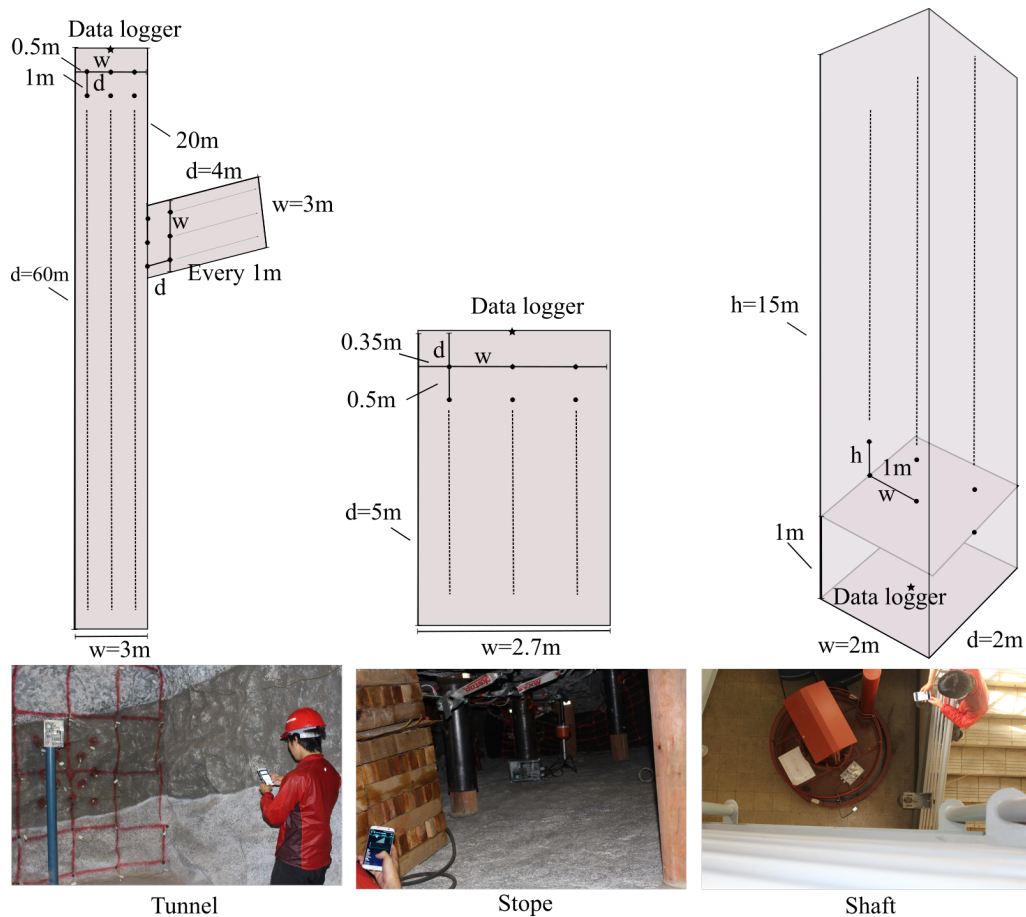 Data logger
0.5m
w
1m
d
20m
d=4m
w=3m
w
Every 1m
d
d=60m
w=3m
Data logger
0.35m
d
w
0.5m
d=5m
w=2.7m
h=15m
h
1m
w
1m
Data logger
w=2m
d=2m
Tunnel
Stope
Shaft